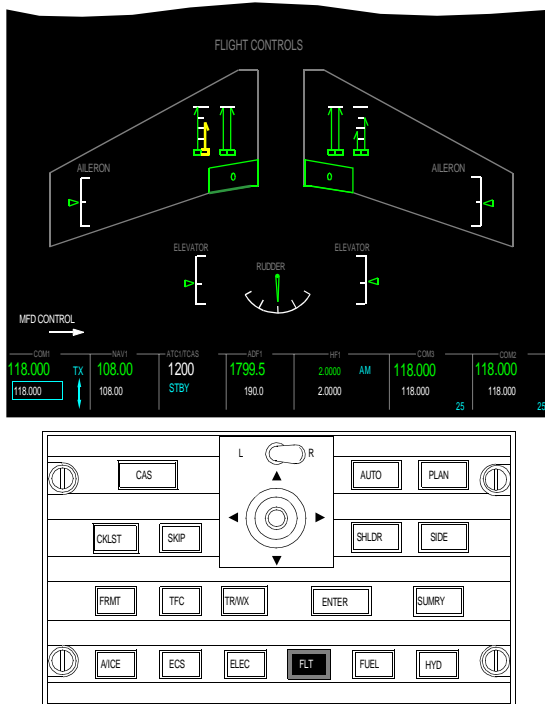 FLIGHT CONTROLS
AILERON AILERON
0 0
ELEVATOR ELEVATOR
RUDDER
MFD CONTROL
COM1 NAV1 ATC1/TCAS ADF1 HF1 COM3 COM2
118.000 TX 108.00 1200 1799.5 2.0000 AM 118.000 118.000
118.000 108.00 STBY 190.0 2.0000 118.000 118.000
25 25
L R
CAS AUTO PLAN
CKLST SKIP SHLDR SIDE
FRMT TFC TR/WX ENTER SUMRY
A/ICE ECS ELEC FLT FUEL HYD